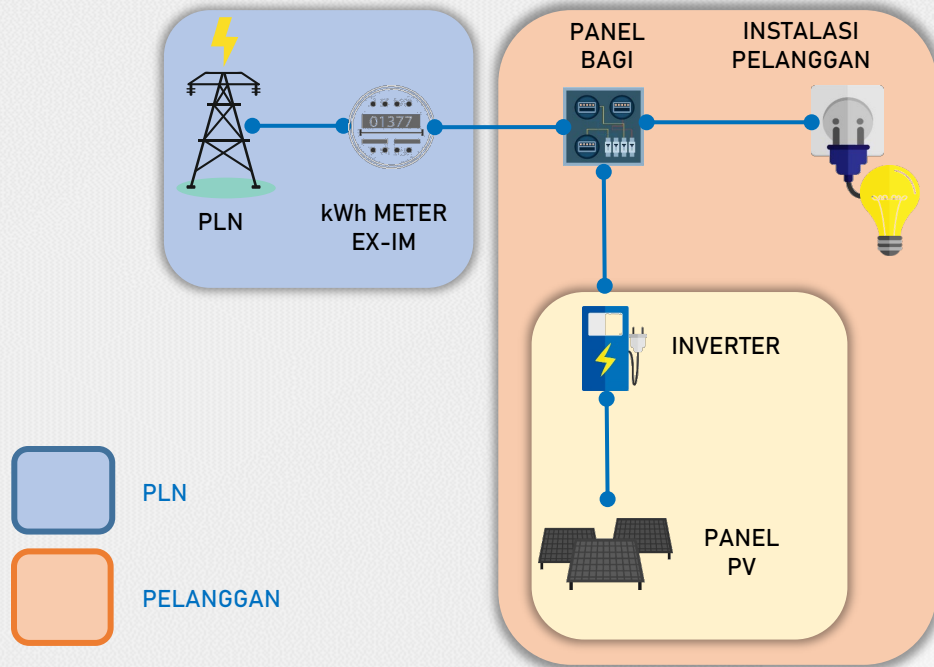 PLN
kWh METER
EX-IM
01377
PANEL
BAGI
INSTALASI
PELANGGAN
INVERTER
PANEL
PV
PLN
PELANGGAN